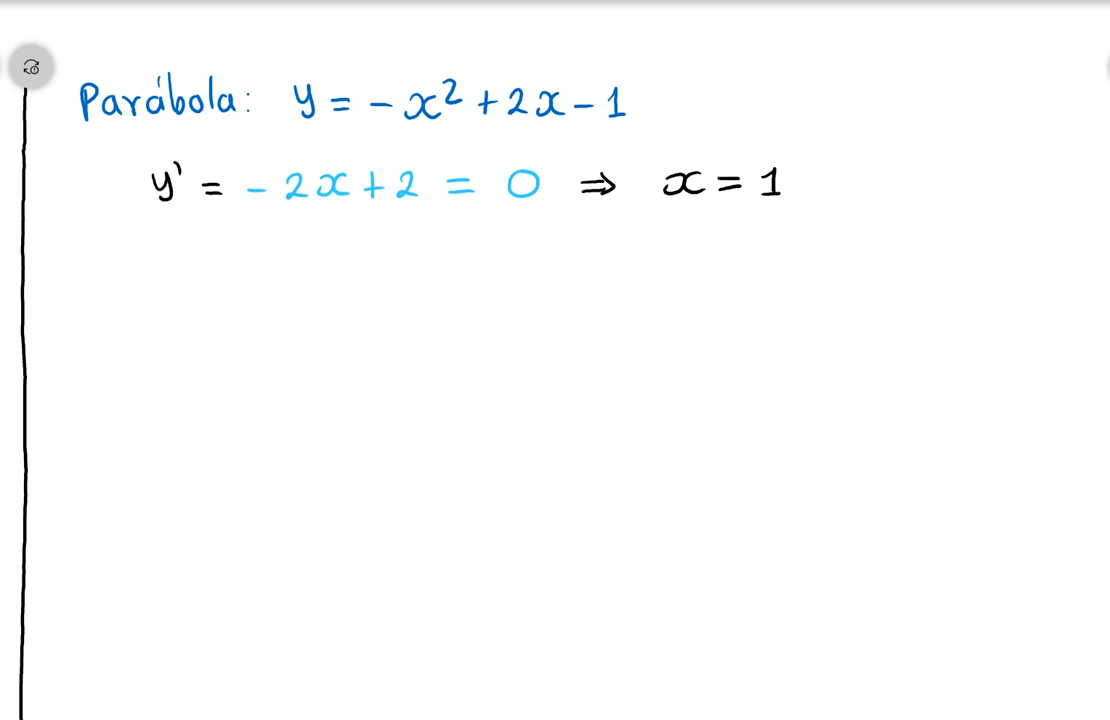 Parábola: y = -x² + 2x - 1
y' = -2x + 2 = 0 ⇒ x = 1